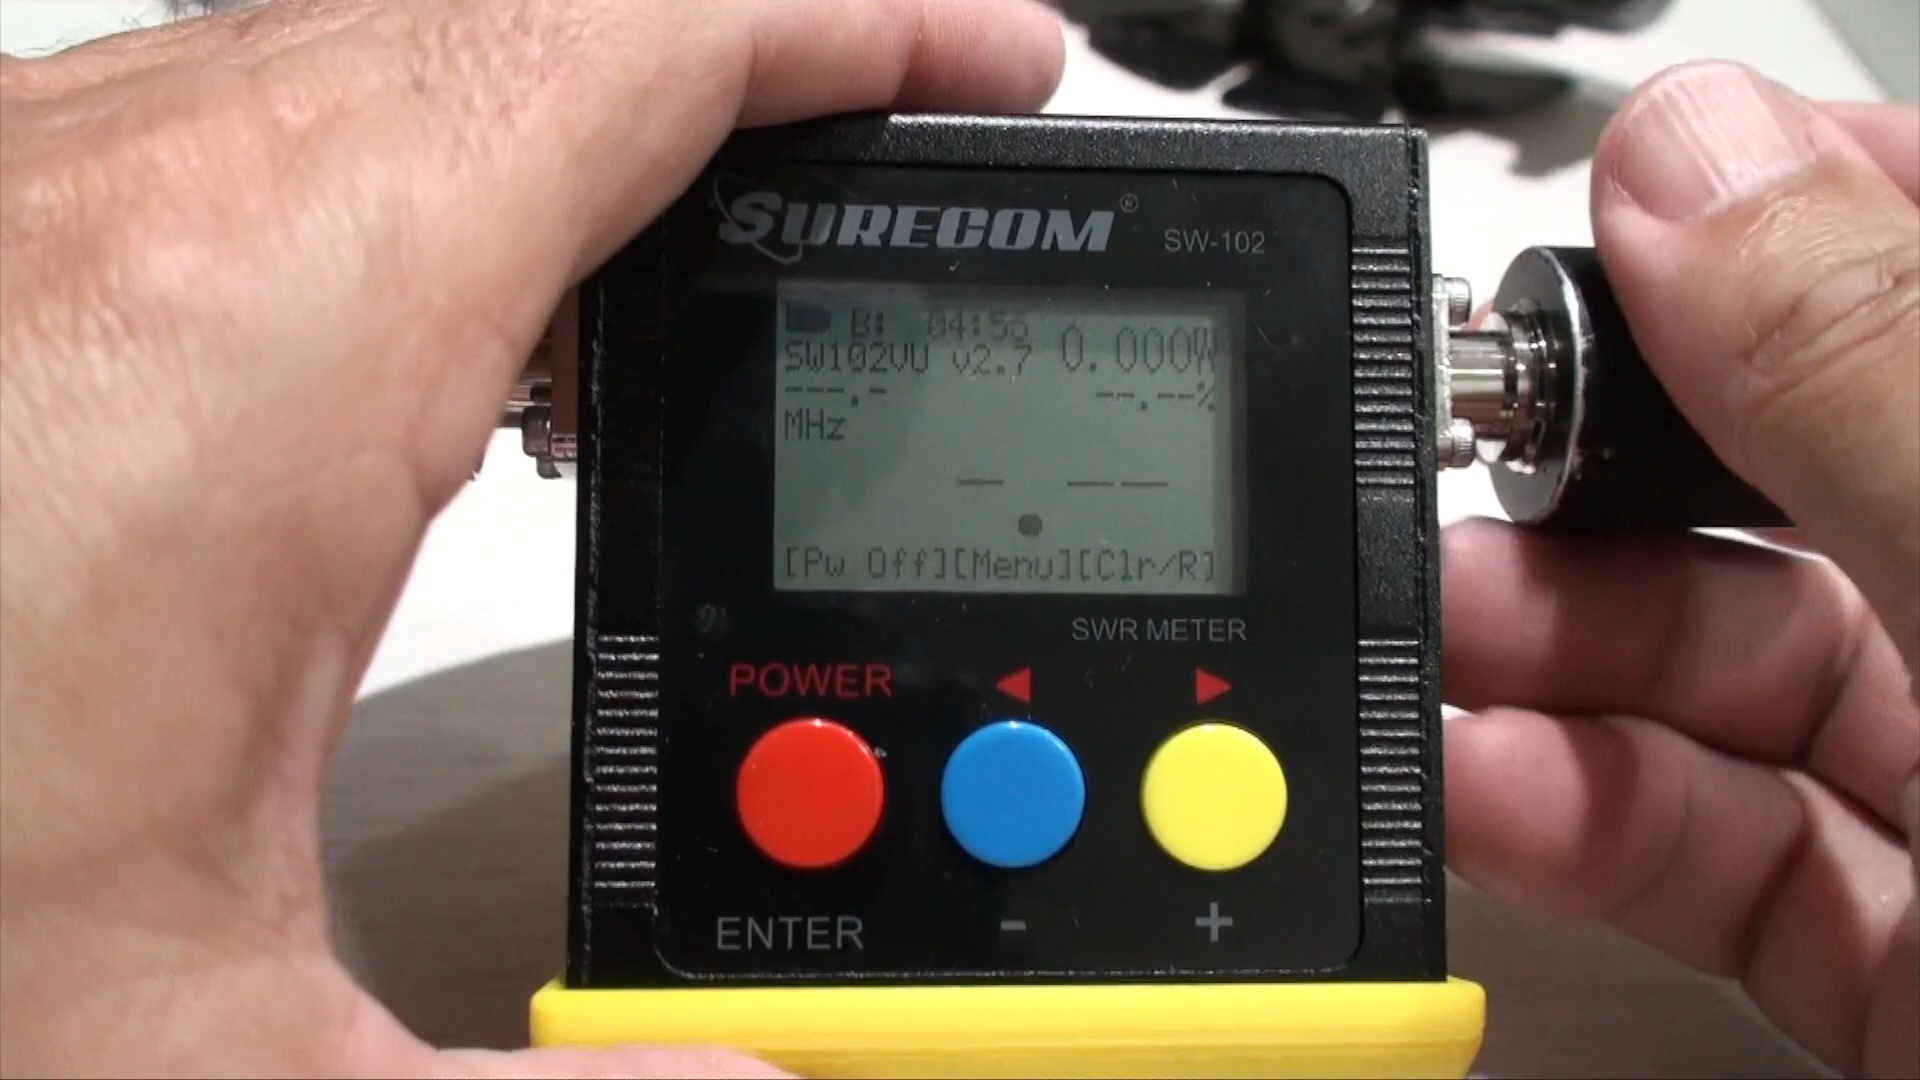 SURECOM®
SW-102
B: 04:56
SW102VU v2.7 0.000W
---.- --.--%
MHz
- --
[Pw Off][Menu][Clr/R]
SWR METER
POWER ◀ ▶
ENTER - +